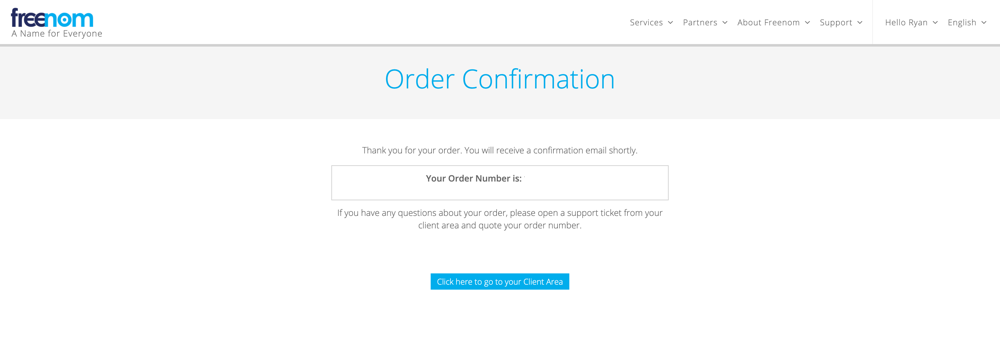 freenom
A Name for Everyone
Services Partners About Freenom Support Hello Ryan English
Order Confirmation
Thank you for your order. You will receive a confirmation email shortly.
Your Order Number is:
If you have any questions about your order, please open a support ticket from your
client area and quote your order number.
Click here to go to your Client Area